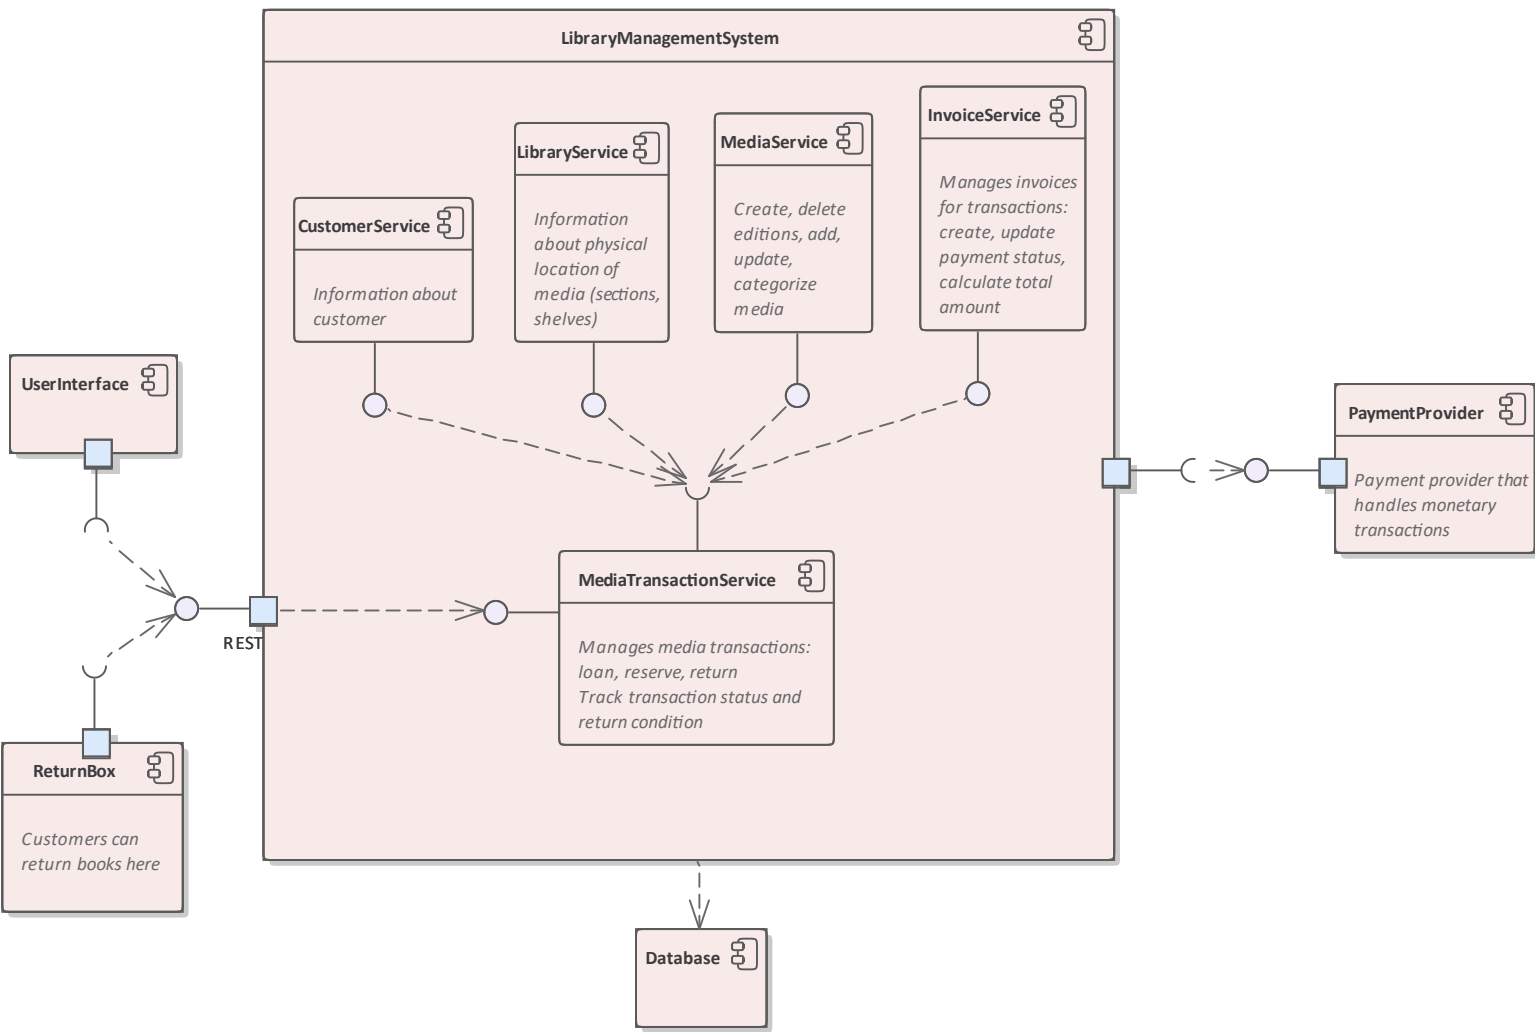 LibraryManagementSystem
CustomerService
Information about
customer
LibraryService
Information
about physical
location of
media (sections,
shelves)
MediaService
Create, delete
editions, add,
update,
categorize
media
InvoiceService
Manages invoices
for transactions:
create, update
payment status,
calculate total
amount
UserInterface
PaymentProvider
Payment provider that
handles monetary
transactions
REST
MediaTransactionService
Manages media transactions:
loan, reserve, return
Track transaction status and
return condition
ReturnBox
Customers can
return books here
Database